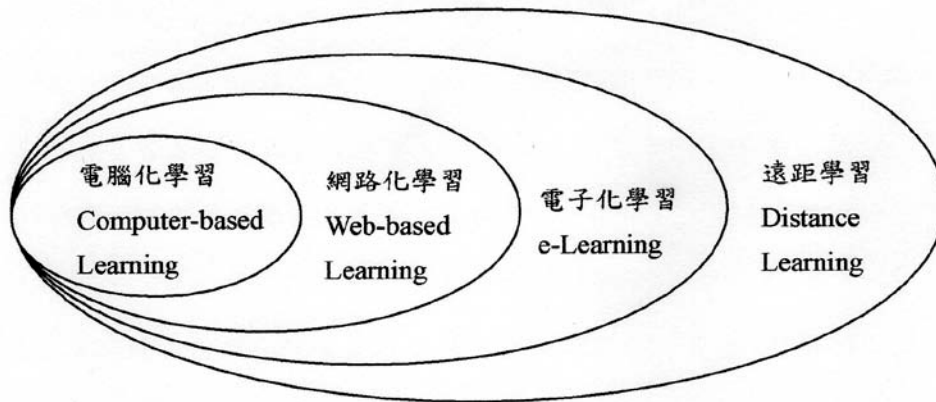 電腦化學習
Computer-based
Learning
網路化學習
Web-based
Learning
電子化學習
e-Learning
遠距學習
Distance
Learning